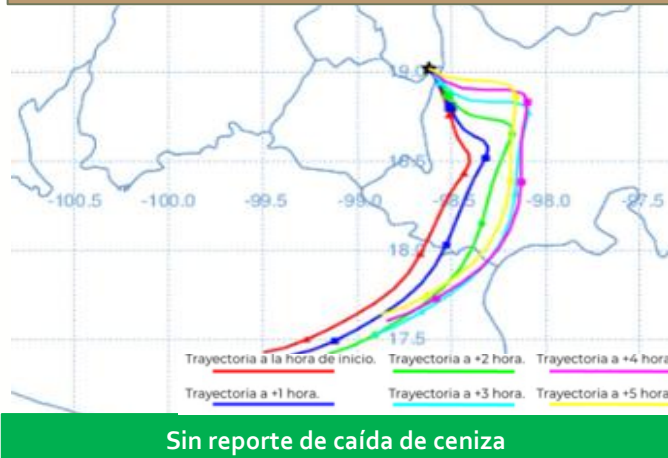 19.0
18.5
-100.5 -100.0 -99.5 -99.0 -98.5 -98.0 -97.5
18.0
17.5
Trayectoria a la hora de inicio. Trayectoria a +2 hora. Trayectoria a +4 hora
Trayectoria a +1 hora. Trayectoria a +3 hora. Trayectoria a +5 hora
Sin reporte de caída de ceniza